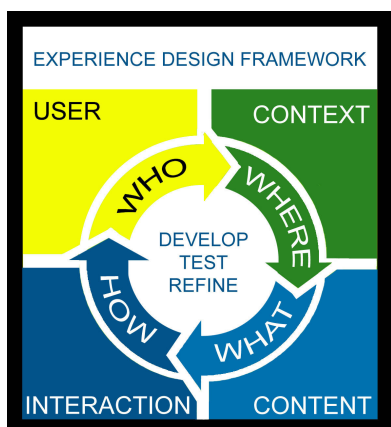 EXPERIENCE DESIGN FRAMEWORK
USER
CONTEXT
WHO
WHERE
DEVELOP
TEST
REFINE
HOW
WHAT
INTERACTION
CONTENT